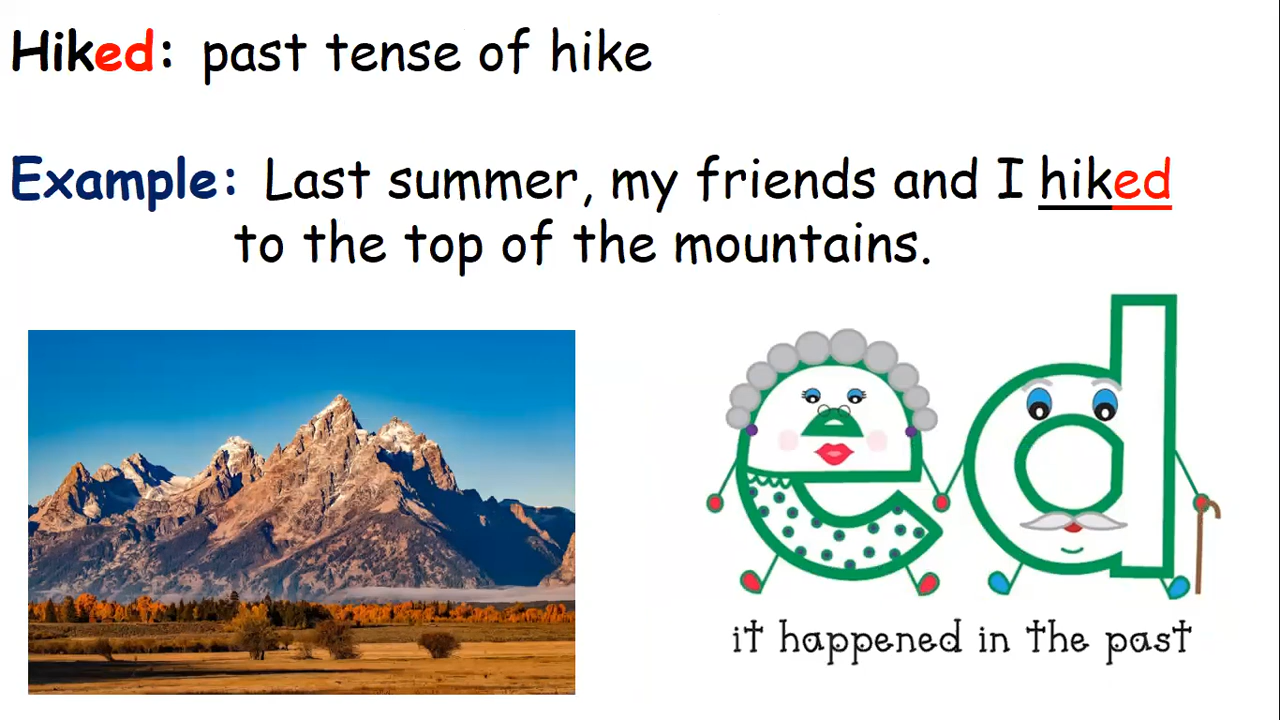 Hiked: past tense of hike
Example: Last summer, my friends and I hiked
to the top of the mountains.
ed
it happened in the past